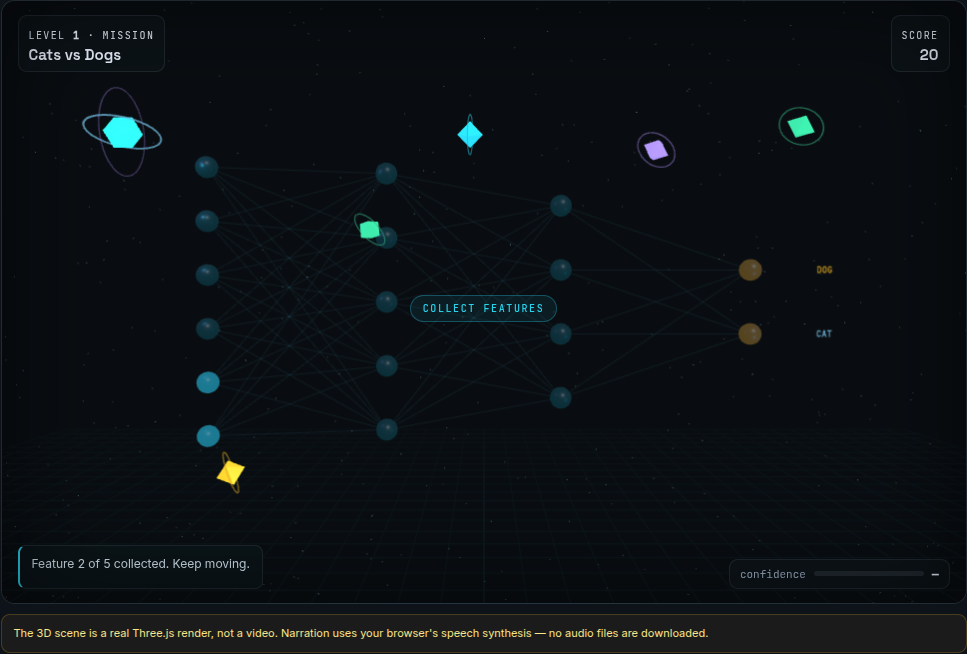 LEVEL 1 · MISSION
Cats vs Dogs
SCORE
20
DOG
COLLECT FEATURES
CAT
Feature 2 of 5 collected. Keep moving.
confidence —
The 3D scene is a real Three.js render, not a video. Narration uses your browser's speech synthesis — no audio files are downloaded.